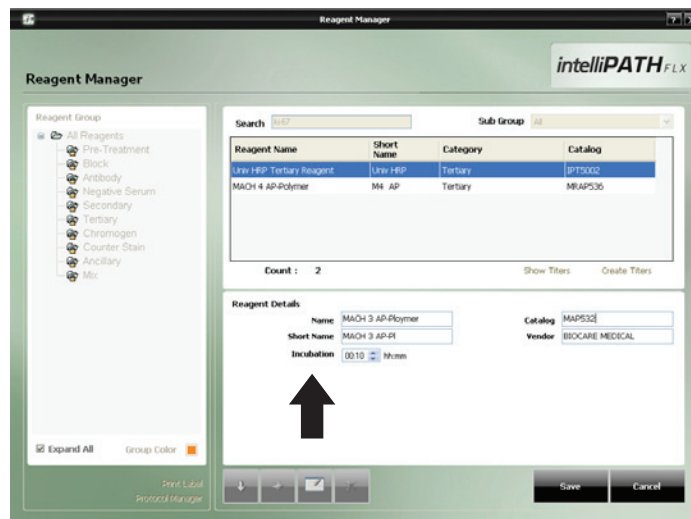 Reagent Manager
?
intelliPATH FLX
Reagent Manager
Reagent Group
All Reagents
Pre-Treatment
Block
Antibody
Negative Serum
Secondary
Tertiary
Chromogen
Counter Stain
Ancillary
Mix
Expand All Group Color
Print Label
Protocol Manager
Search ki-67 Sub Group All
Reagent Name Short Name Category Catalog
Univ HRP Tertiary Reagent Univ HRP Tertiary IPT5002
MACH 4 AP-Polymer M4 AP Tertiary MRAP536
Count : 2 Show Titers Create Titers
Reagent Details
Name MACH 3 AP-Ploymer Catalog MAP532
Short Name MACH 3 AP-Pl Vendor BIOCARE MEDICAL
Incubation 00:10 hh:mm
Save Cancel